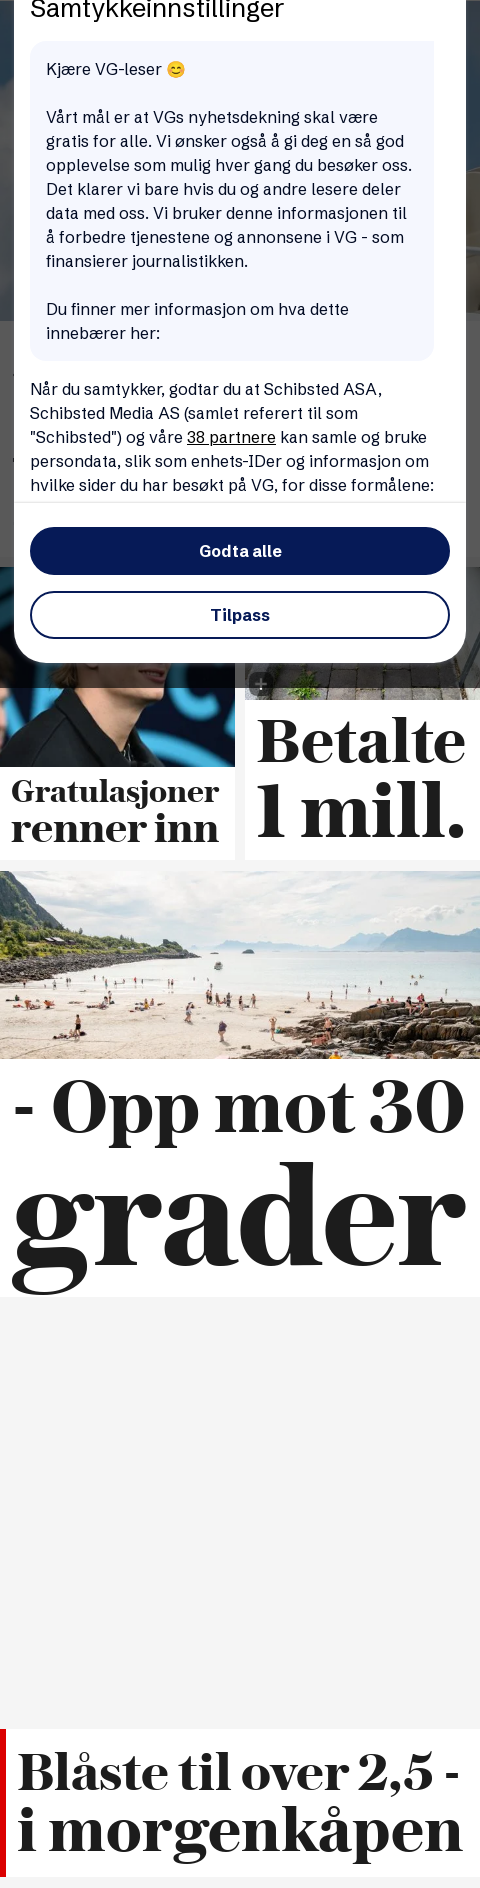 Samtykkeinnstillinger
Kjære VG-leser 😊
Vårt mål er at VGs nyhetsdekning skal være
gratis for alle. Vi ønsker også å gi deg en så god
opplevelse som mulig hver gang du besøker oss.
Det klarer vi bare hvis du og andre lesere deler
data med oss. Vi bruker denne informasjonen til
å forbedre tjenestene og annonsene i VG - som
finansierer journalistikken.
Du finner mer informasjon om hva dette
innebærer her:
Når du samtykker, godtar du at Schibsted ASA,
Schibsted Media AS (samlet referert til som
"Schibsted") og våre 38 partnere kan samle og bruke
persondata, slik som enhets-IDer og informasjon om
hvilke sider du har besøkt på VG, for disse formålene:
Godta alle
Tilpass
Gratulasjoner
renner inn
Betalte
1 mill.
- Opp mot 30
grader
Blåste til over 2,5 -
i morgenkåpen